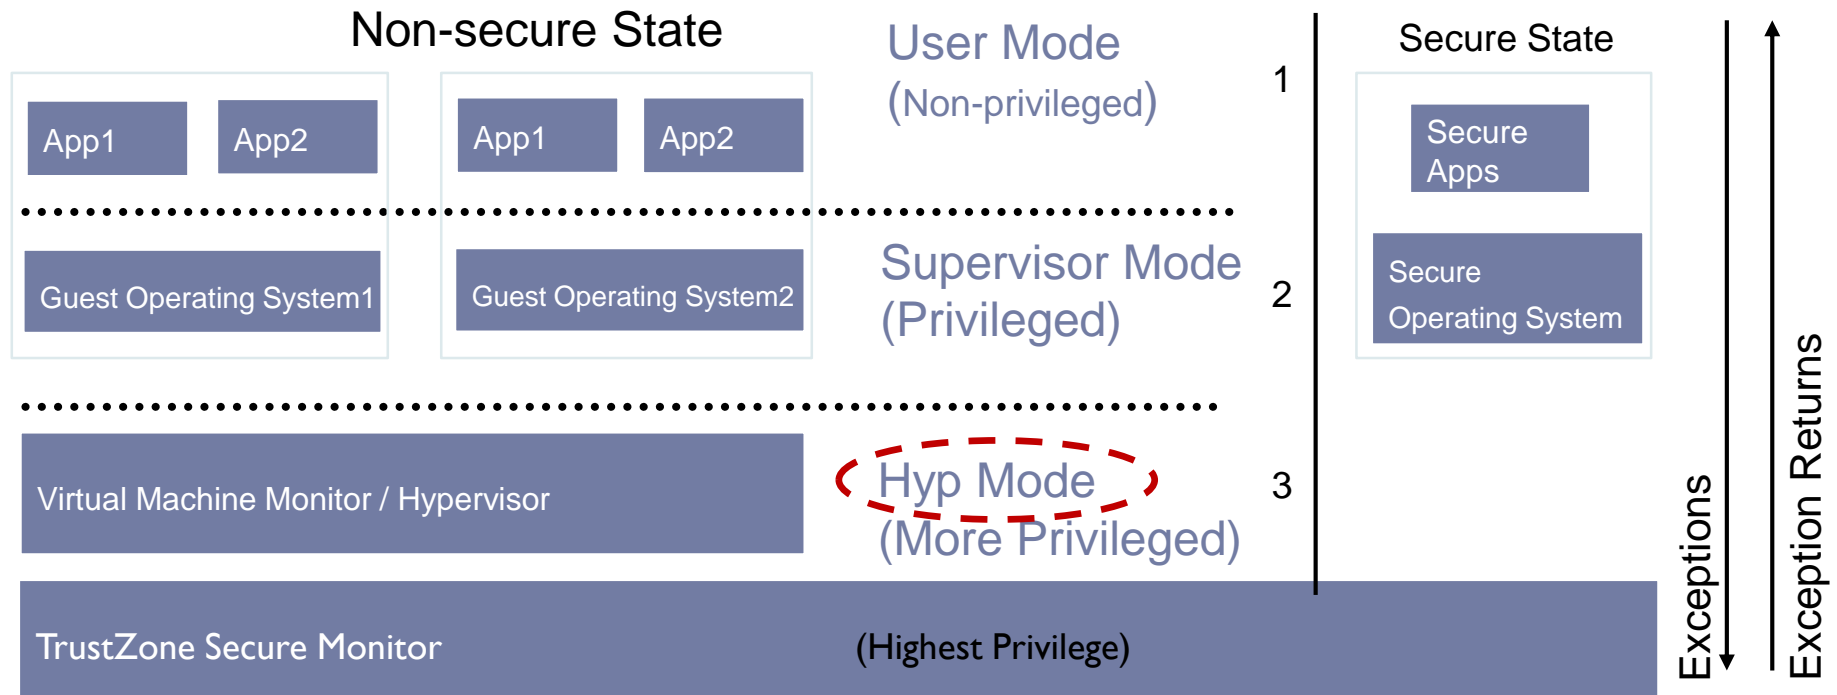 Non-secure State
User Mode
(Non-privileged)
1
Secure State
App1
App2
App1
App2
Secure
Apps
Guest Operating System1
Guest Operating System2
Supervisor Mode
(Privileged)
2
Secure
Operating System
Virtual Machine Monitor / Hypervisor
Hyp Mode
(More Privileged)
3
TrustZone Secure Monitor
(Highest Privilege)
Exceptions
Exception Returns